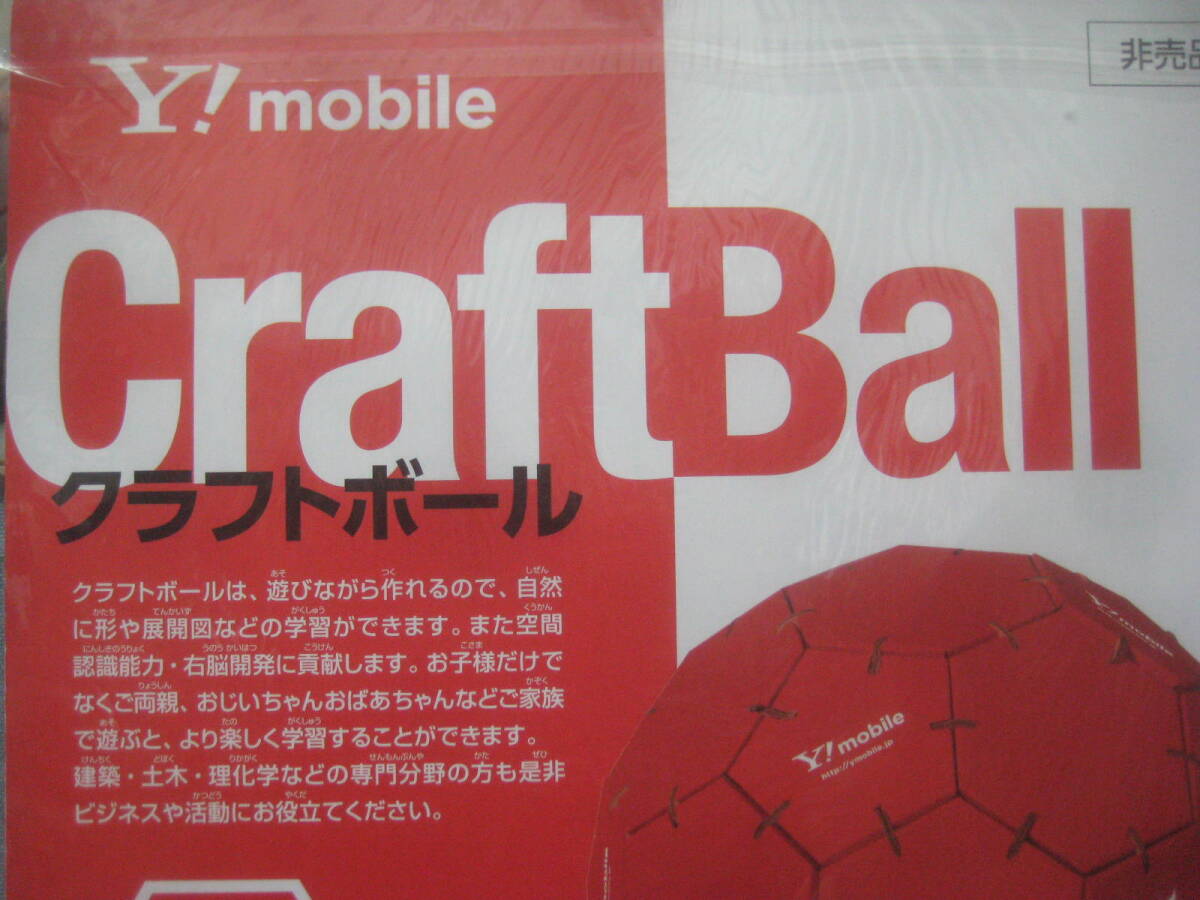 Y! mobile
非売品
CraftBall
クラフトボール
クラフトボールは、遊びながら作れるので、自然
に形や展開図などの学習ができます。また空間
認識能力・右脳開発に貢献します。お子様だけで
なくご両親、おじいちゃんおばあちゃんなどご家族
で遊ぶと、より楽しく学習することができます。
建築・土木・理化学などの専門分野の方も是非
ビジネスや活動にお役立てください。
Y! mobile
http://ymobile.jp